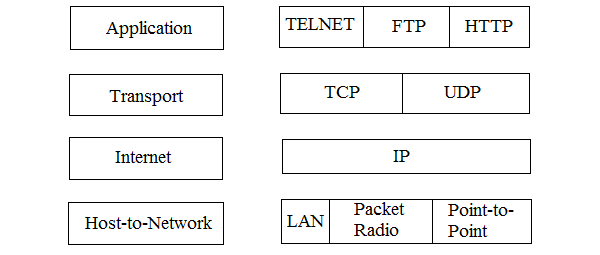 Application TELNET FTP HTTP
Transport TCP UDP
Internet IP
Host-to-Network LAN Packet Radio Point-to-Point